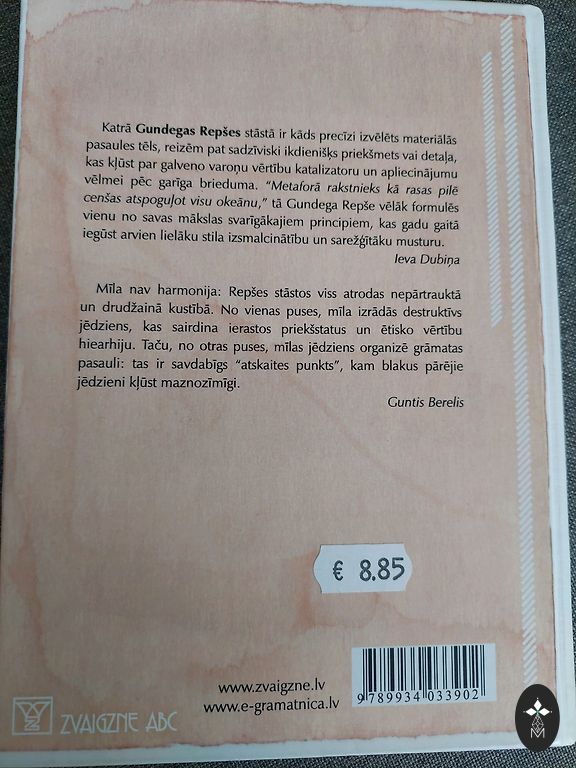 Katrā Gundegas Repšes stāstā ir kāds precīzi izvēlēts materiālās
pasaules tēls, reizēm pat sadzīviski ikdienišķs priekšmets vai detaļa,
kas kļūst par galveno varoņu vērtību katalizatoru un apliecinājumu
vēlmei pēc garīga brieduma. “Metaforā rakstnieks kā rasas pilē
cenšas atspoguļot visu okeānu,” tā Gundega Repše vēlāk formulēs
vienu no savas mākslas svarīgākajiem principiem, kas gadu gaitā
iegūst arvien lielāku stila izsmalcinātību un sarežģītāku musturu.
Ieva Dubiņa
Mīla nav harmonija: Repšes stāstos viss atrodas nepārtrauktā
un drudžainā kustībā. No vienas puses, mīla izrādās destruktīvs
jēdziens, kas sairdina ierastos priekšstatus un ētisko vērtību
hiearhiju. Taču, no otras puses, mīlas jēdziens organizē grāmatas
pasauli: tas ir savdabīgs “atskaites punkts”, kam blakus pārējie
jēdzieni kļūst maznozīmīgi.
Guntis Berelis
€ 8.85
www.zvaigzne.lv
www.e-gramatnica.lv
9789934033902
ZVAIGZNE ABC
M